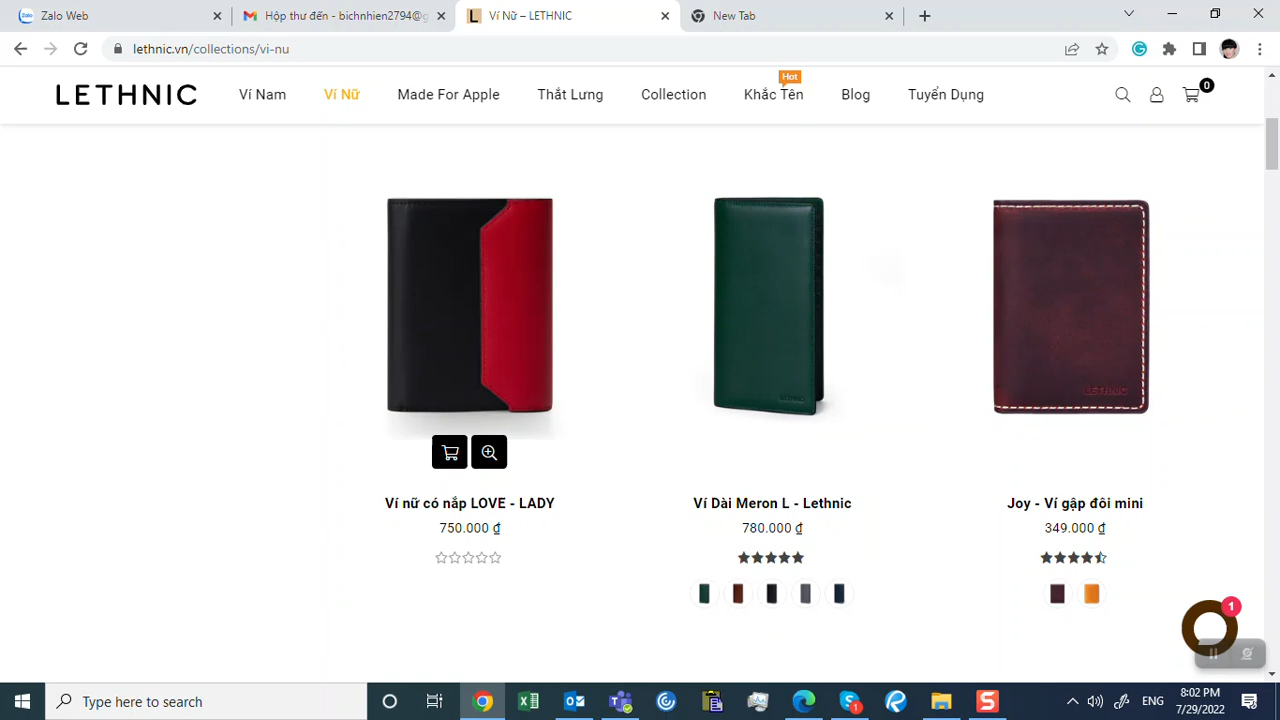 Zalo Web
Hộp thư đến - bichnhien2794@g
Ví Nữ – LETHNIC
New Tab
lethnic.vn/collections/vi-nu
LETHNIC
Ví Nam
Ví Nữ
Made For Apple
Thắt Lưng
Collection
Hot
Khắc Tên
Blog
Tuyển Dụng
0
LETHNIC
LETHNIC
Ví nữ có nắp LOVE - LADY
Ví Dài Meron L - Lethnic
Joy - Ví gập đôi mini
750.000 ₫
780.000 ₫
349.000 ₫
1
Type here to search
1
ENG
8:02 PM
7/29/2022